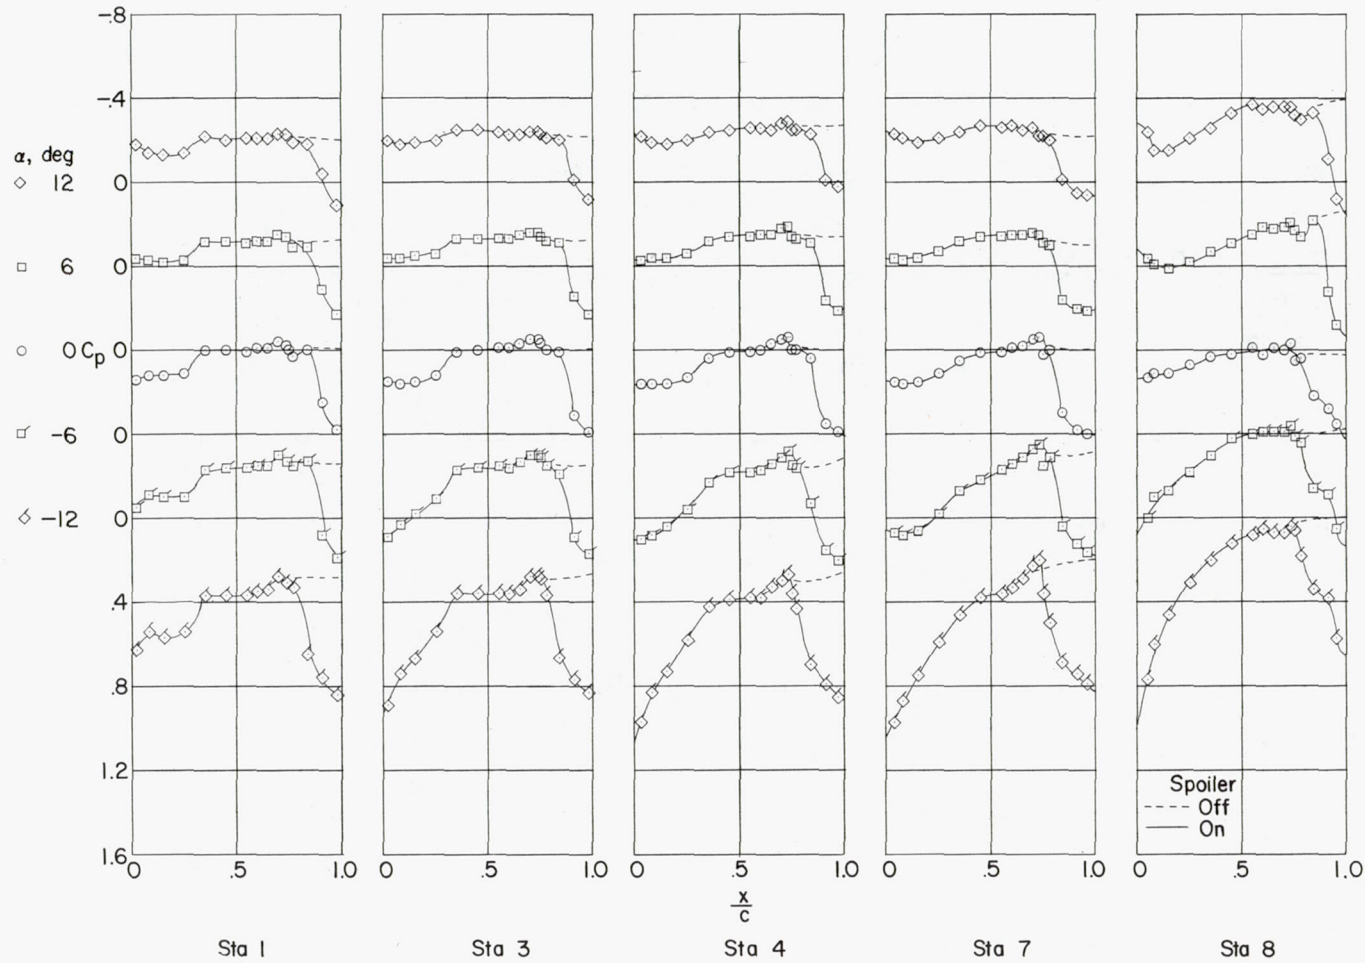 -.8
-.4
α, deg
12 0
6 0
0 Cp 0
-6 0
-12 0
.4
.8
1.2
1.6
Spoiler
Off
On
0 .5 1.0 0 .5 1.0 0 .5 1.0 0 .5 1.0 0 .5 1.0
x
c
Sta 1 Sta 3 Sta 4 Sta 7 Sta 8